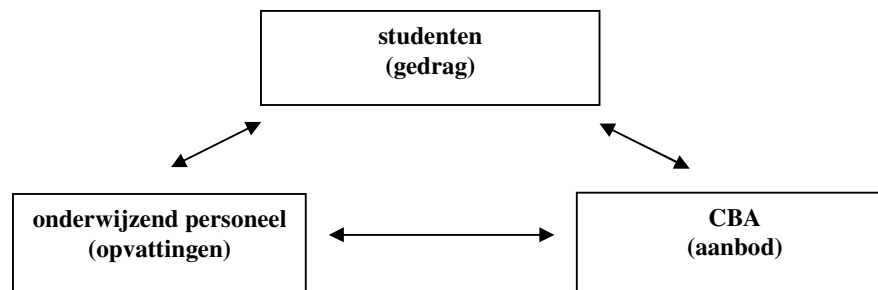 studenten
(gedrag)
onderwijzend personeel
(opvattingen)
CBA
(aanbod)